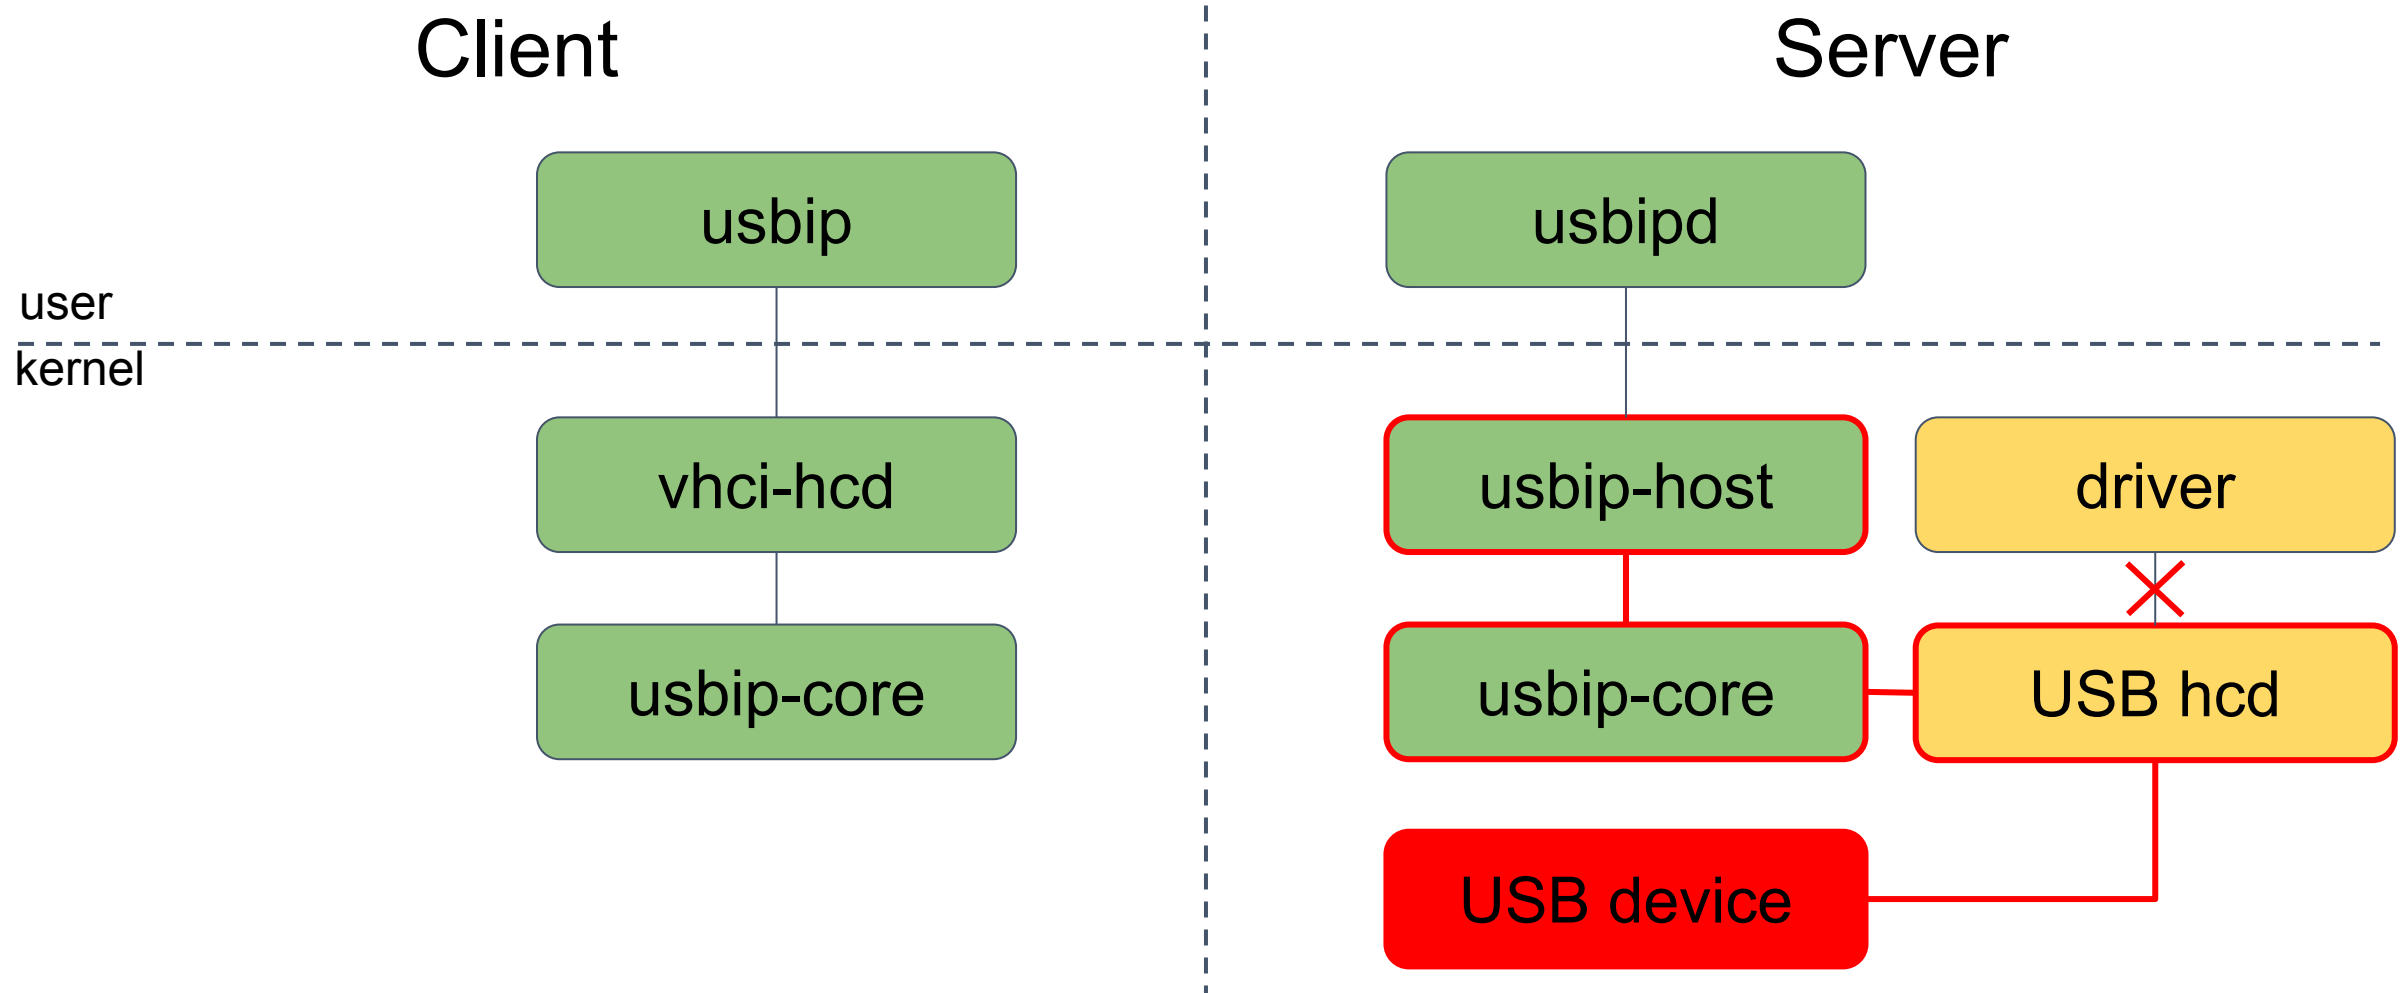 Client
Server
usbip
usbipd
user
kernel
vhci-hcd
usbip-host
driver
usbip-core
usbip-core
USB hcd
USB device